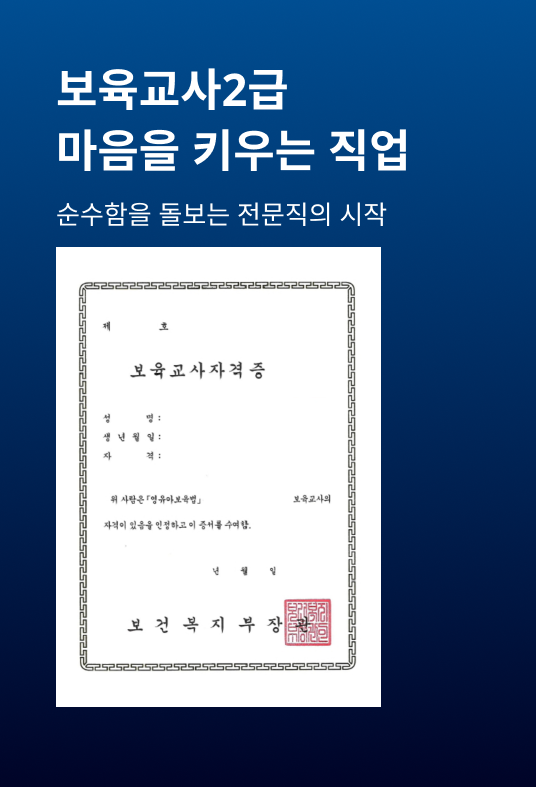 보육교사2급
마음을 키우는 직업
순수함을 돌보는 전문직의 시작
제 호
보육교사자격증
성 명 :
생 년 월 일 :
자 격 :
위 사람은 「영유아보육법」 보육교사의
자격이 있음을 인정하고 이 증서를 수여함.
년 월 일
보 건 복 지 부 장 관